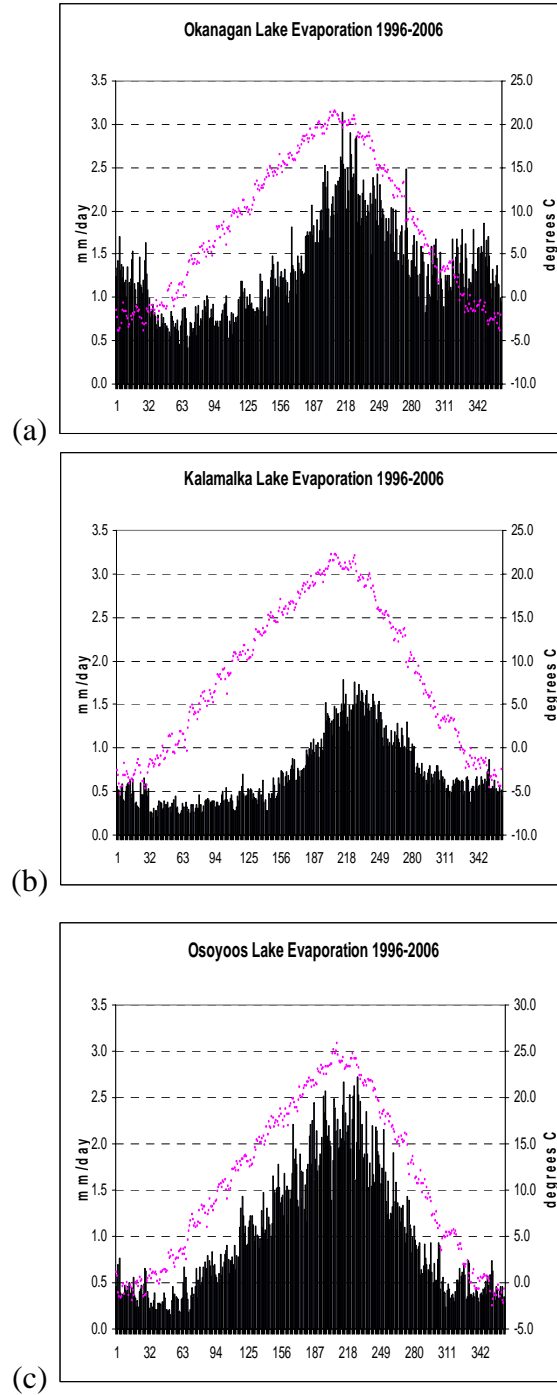 Okanagan Lake Evaporation 1996-2006
3.5 25.0
3.0 20.0
2.5 15.0
2.0 10.0
1.5 5.0
1.0 0.0
0.5 -5.0
0.0 -10.0
mm/day
degrees C
1 32 63 94 125 156 187 218 249 280 311 342
(a)
Kalamalka Lake Evaporation 1996-2006
3.5 25.0
3.0 20.0
2.5 15.0
2.0 10.0
1.5 5.0
1.0 0.0
0.5 -5.0
0.0 -10.0
mm/day
degrees C
1 32 63 94 125 156 187 218 249 280 311 342
(b)
Osoyoos Lake Evaporation 1996-2006
3.5 30.0
3.0 25.0
2.5 20.0
2.0 15.0
1.5 10.0
1.0 5.0
0.5 0.0
0.0 -5.0
mm/day
degrees C
1 32 63 94 125 156 187 218 249 280 311 342
(c)